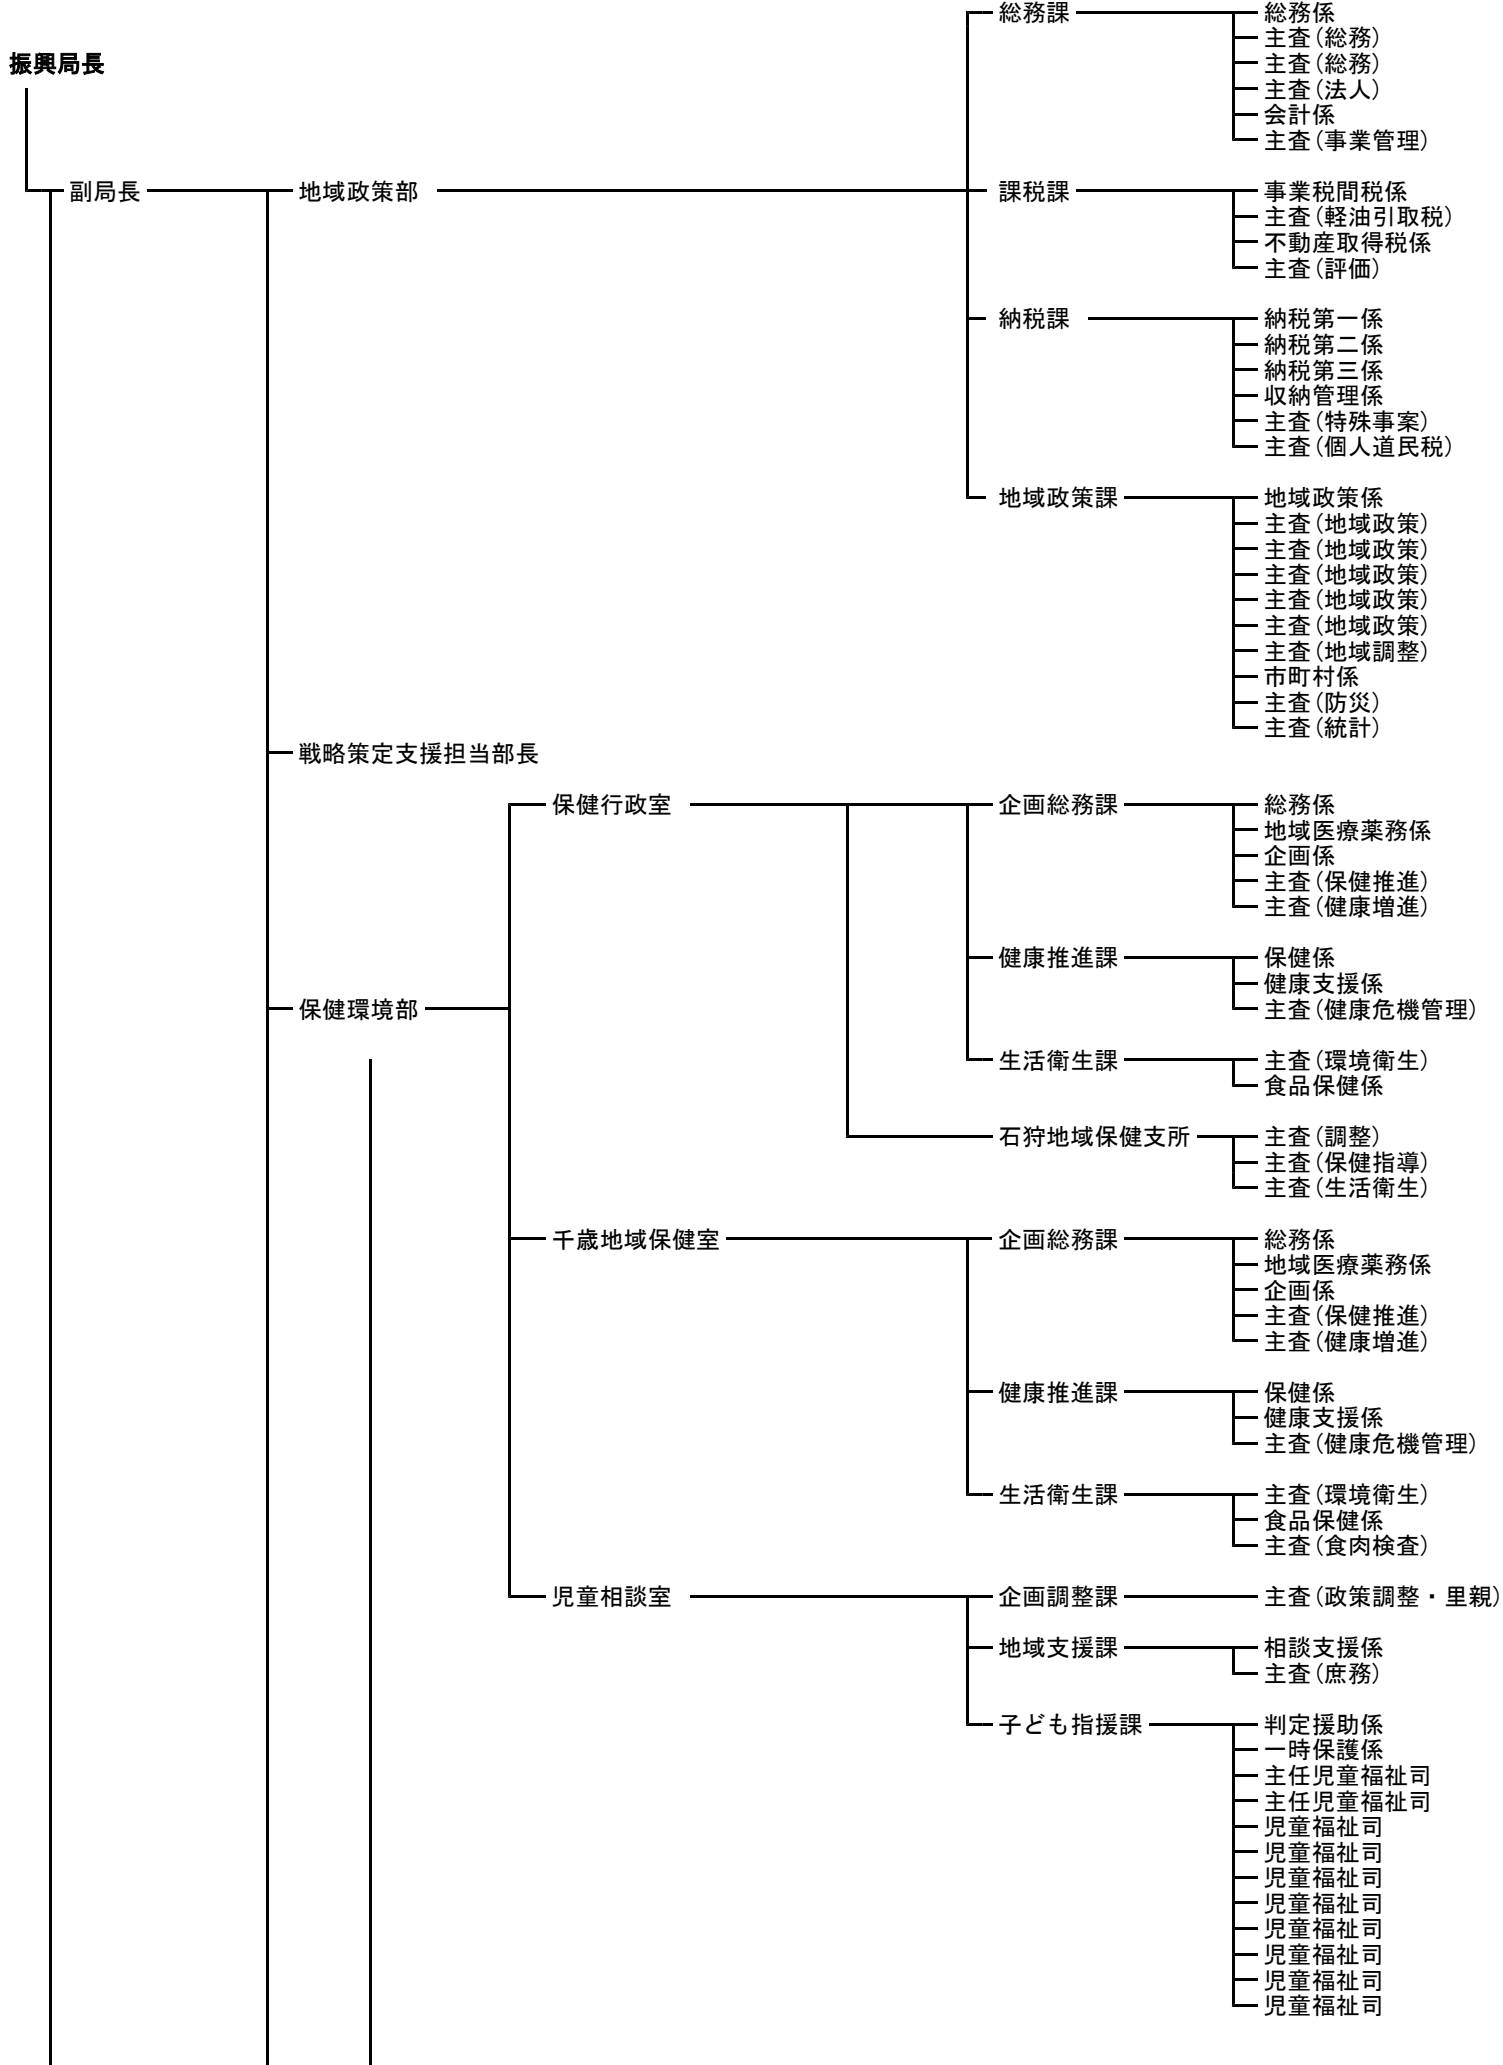 総務課 総務係
主査(総務)
振興局長 主査(総務)
主査(法人)
会計係
主査(事業管理)
副局長 地域政策部 課税課 事業税間税係
主査(軽油引取税)
不動産取得税係
主査(評価)
納税課 納税第一係
納税第二係
納税第三係
収納管理係
主査(特殊事案)
主査(個人道民税)
地域政策課 地域政策係
主査(地域政策)
主査(地域政策)
主査(地域政策)
主査(地域政策)
主査(地域政策)
主査(地域調整)
市町村係
主査(防災)
主査(統計)
戦略策定支援担当部長
保健行政室 企画総務課 総務係
地域医療薬務係
企画係
主査(保健推進)
主査(健康増進)
健康推進課 保健係
健康支援係
保健環境部 主査(健康危機管理)
生活衛生課 主査(環境衛生)
食品保健係
石狩地域保健支所 主査(調整)
主査(保健指導)
主査(生活衛生)
千歳地域保健室 企画総務課 総務係
地域医療薬務係
企画係
主査(保健推進)
主査(健康増進)
健康推進課 保健係
健康支援係
主査(健康危機管理)
生活衛生課 主査(環境衛生)
食品保健係
主査(食肉検査)
児童相談室 企画調整課 主査(政策調整・里親)
地域支援課 相談支援係
主査(庶務)
子ども指援課 判定援助係
一時保護係
主任児童福祉司
主任児童福祉司
児童福祉司
児童福祉司
児童福祉司
児童福祉司
児童福祉司
児童福祉司
児童福祉司
児童福祉司